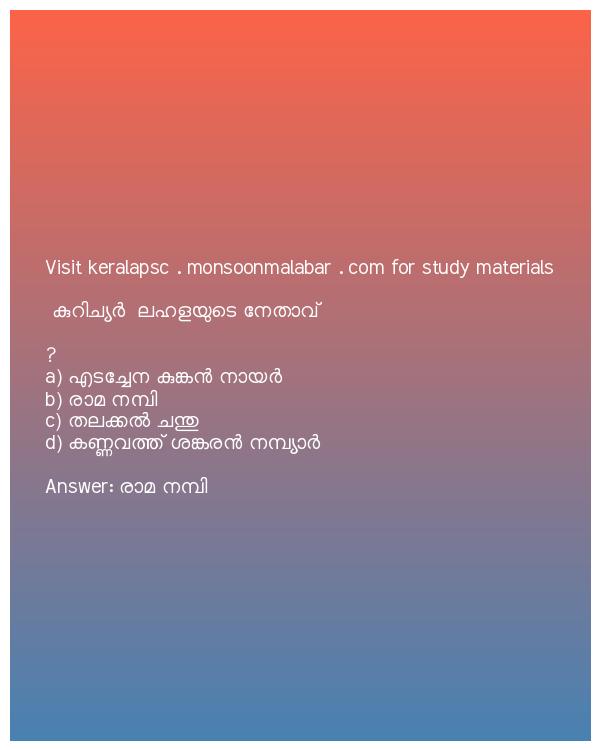 Visit keralapsc . monsoonmalabar . com for study materials
കുറിച്യർ ലഹളയുടെ നേതാവ്
?
a) എടച്ചേന കുങ്കൻ നായർ
b) രാമ നമ്പി
c) തലക്കൽ ചന്തു
d) കണ്ണവത്ത് ശങ്കരൻ നമ്പ്യാർ
Answer: രാമ നമ്പി